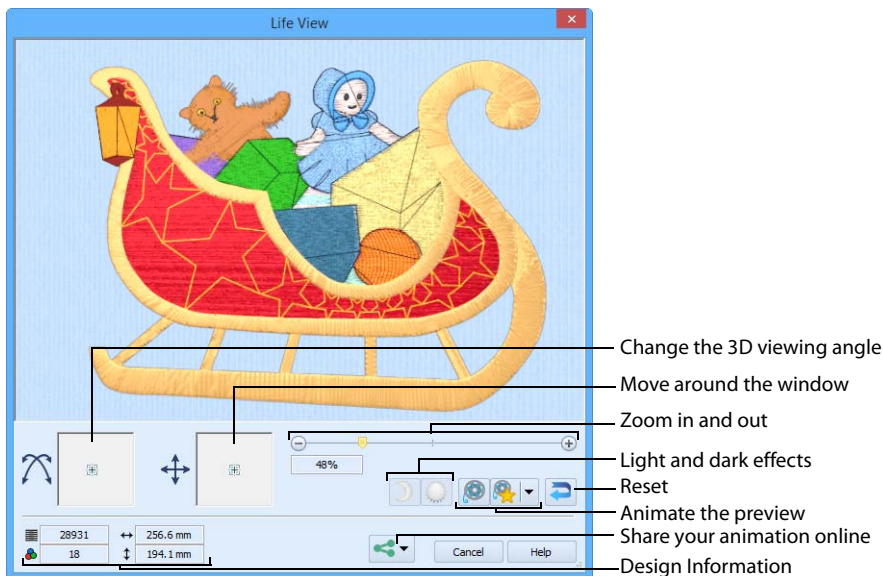 Life View
Change the 3D viewing angle
Move around the window
Zoom in and out
48%
Light and dark effects
Reset
Animate the preview
28931
256.6 mm
Share your animation online
18
194.1 mm
Cancel
Help
Design Information